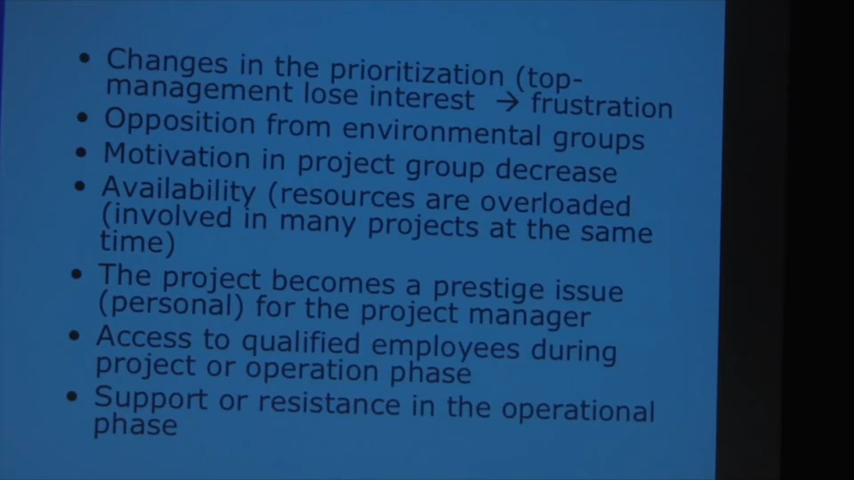 • Changes in the prioritization (top-
management lose interest → frustration
• Opposition from environmental groups
• Motivation in project group decrease
• Availability (resources are overloaded
(involved in many projects at the same
time)
• The project becomes a prestige issue
(personal) for the project manager
• Access to qualified employees during
project or operation phase
• Support or resistance in the operational
phase